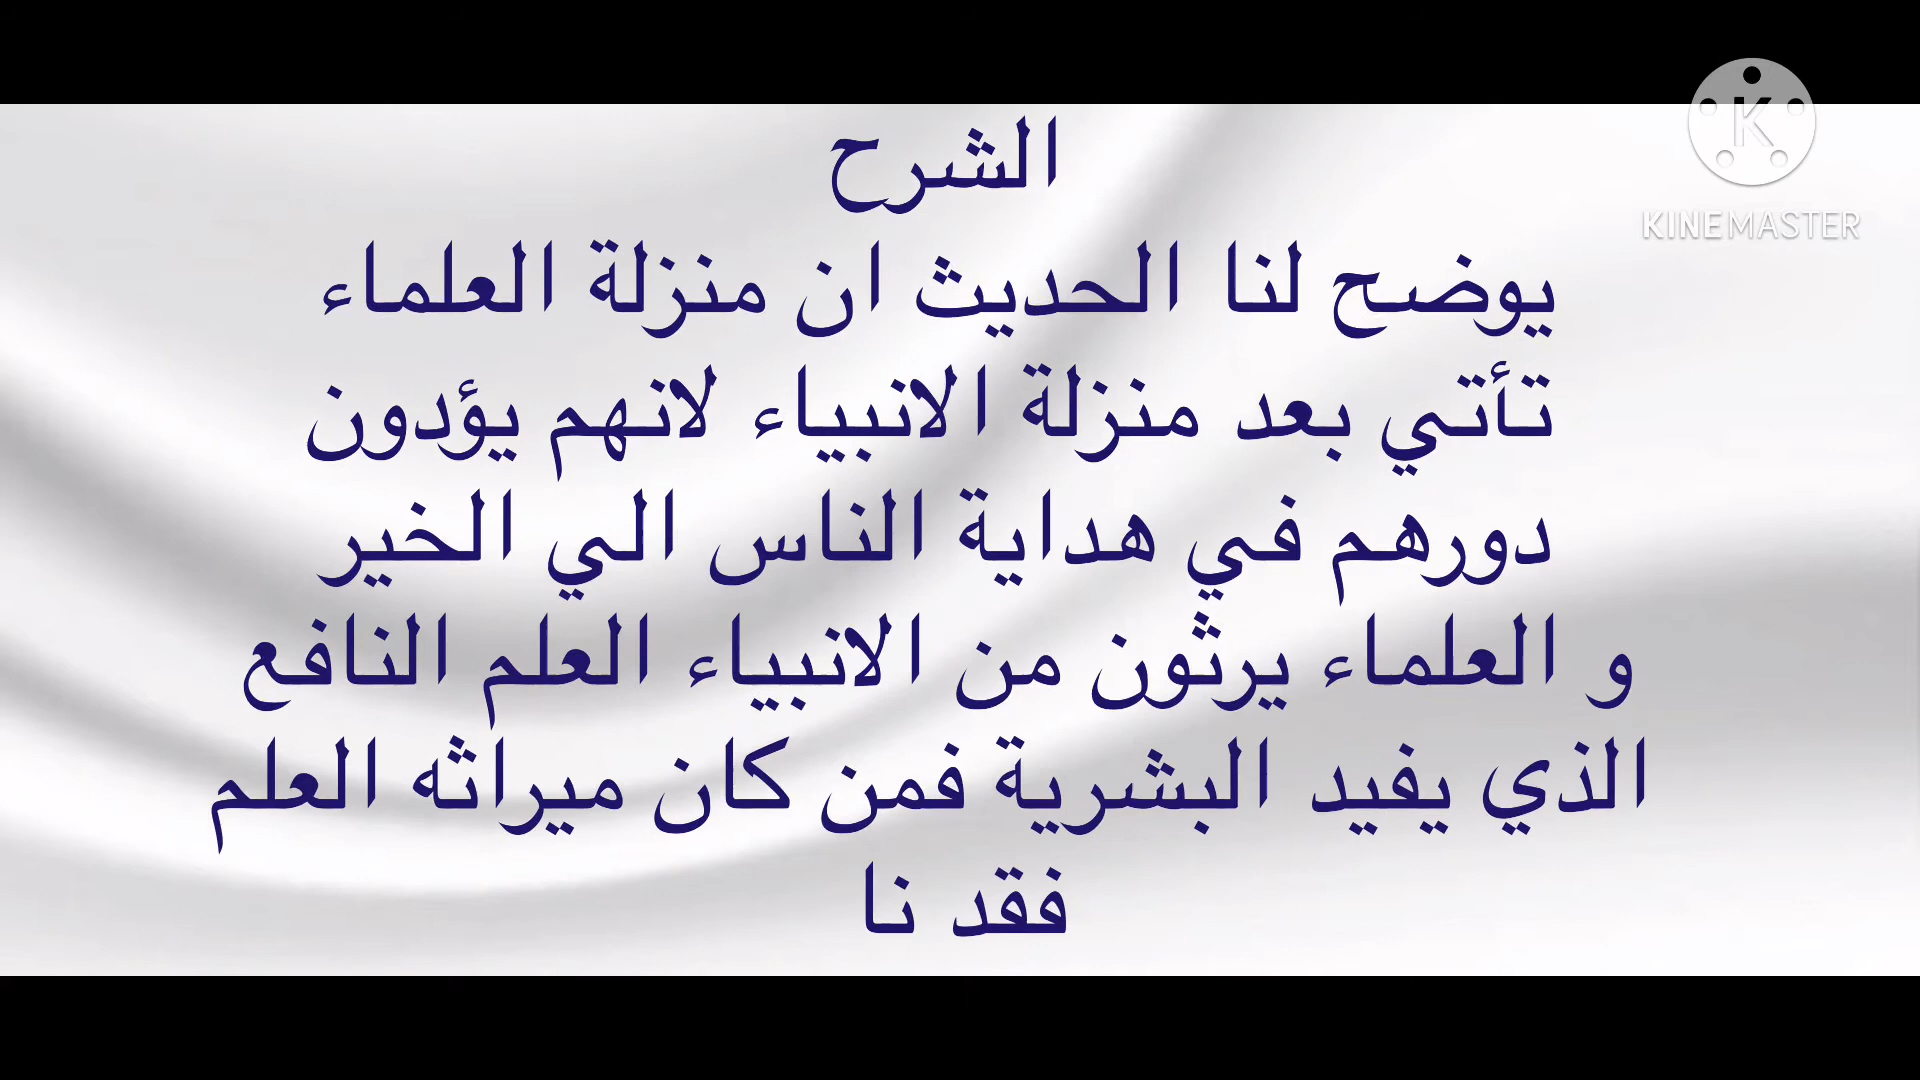 الشرح
يوضح لنا الحديث ان منزلة العلماء
تأتي بعد منزلة الانبياء لانهم يؤدون
دورهم في هداية الناس الي الخير
و العلماء يرثون من الانبياء العلم النافع
الذي يفيد البشرية فمن كان ميراثه العلم
فقد نا
K
KINEMASTER